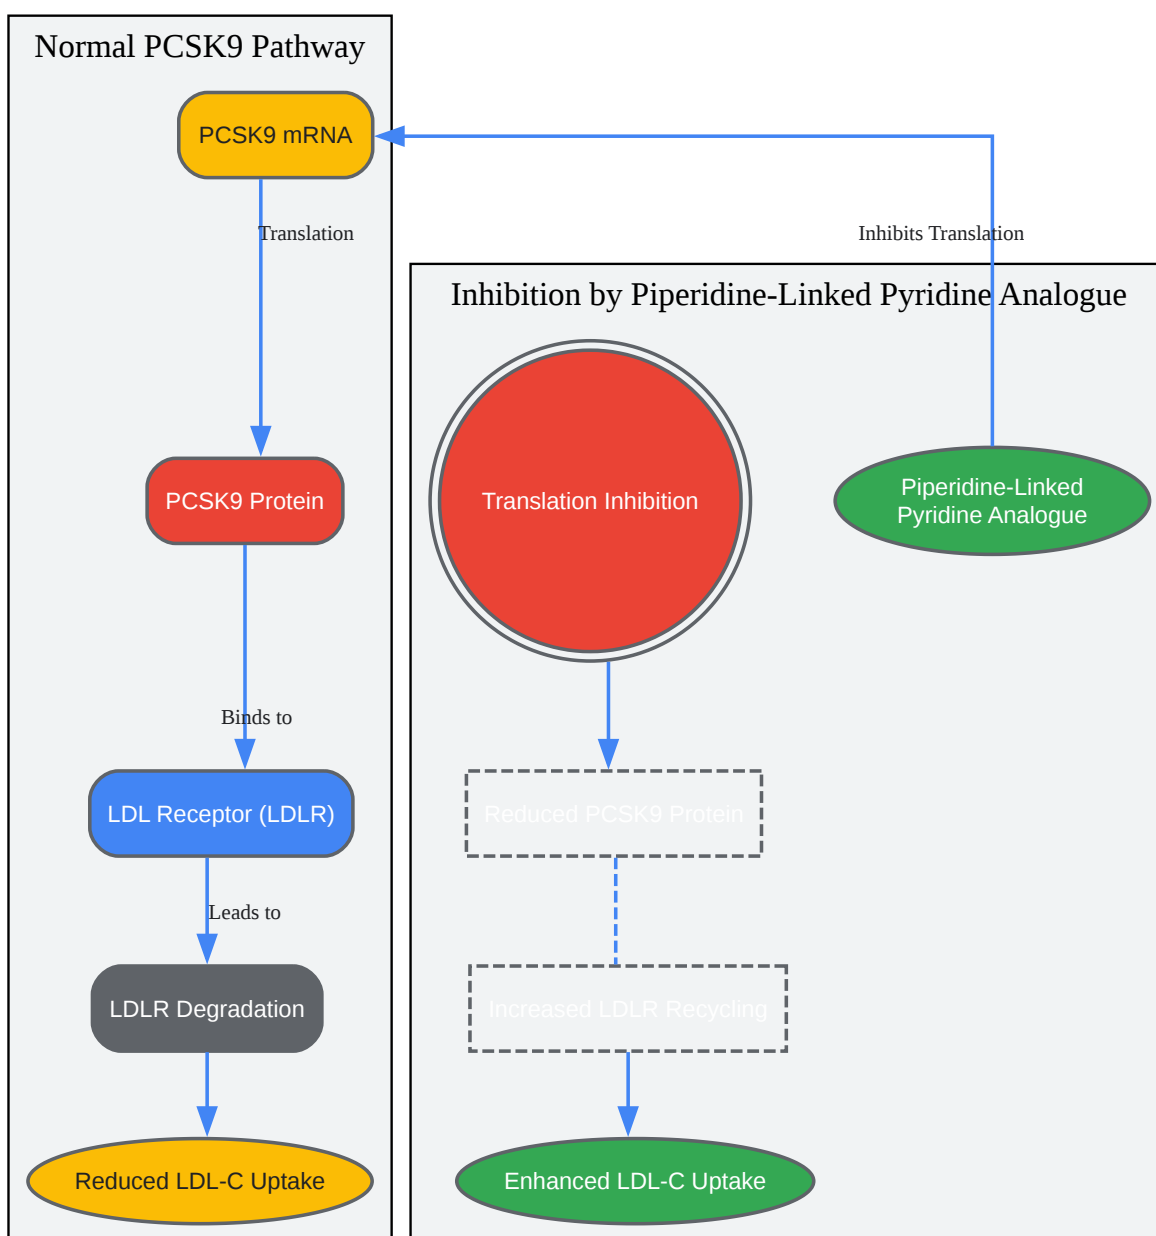 Normal PCSK9 Pathway
PCSK9 mRNA
Translation
PCSK9 Protein
Binds to
LDL Receptor (LDLR)
Leads to
LDLR Degradation
Reduced LDL-C Uptake
Inhibits Translation
Inhibition by Piperidine-Linked Pyridine Analogue
Translation Inhibition
Piperidine-Linked
Pyridine Analogue
Reduced PCSK9 Protein
Increased LDLR Recycling
Enhanced LDL-C Uptake